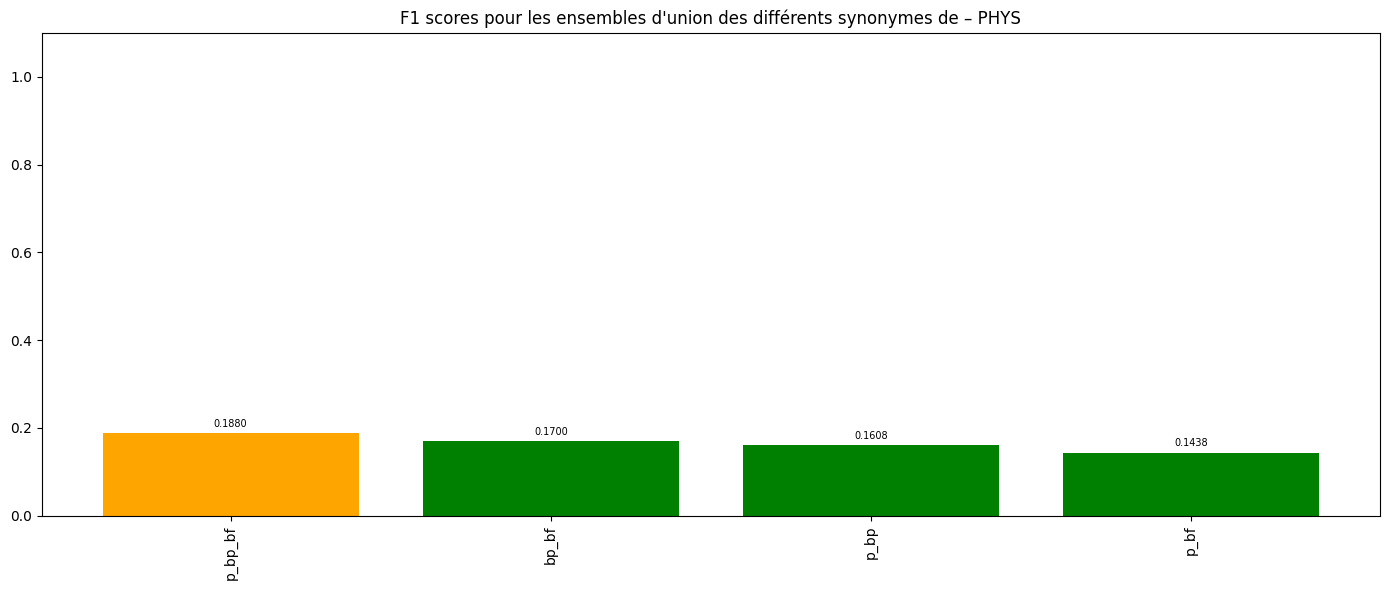 F1 scores pour les ensembles d'union des différents synonymes de – PHYS
1.0
0.8
0.6
0.4
0.2
0.0
0.1880
0.1700
0.1608
0.1438
p_bp_bf
bp_bf
p_bp
p_bf